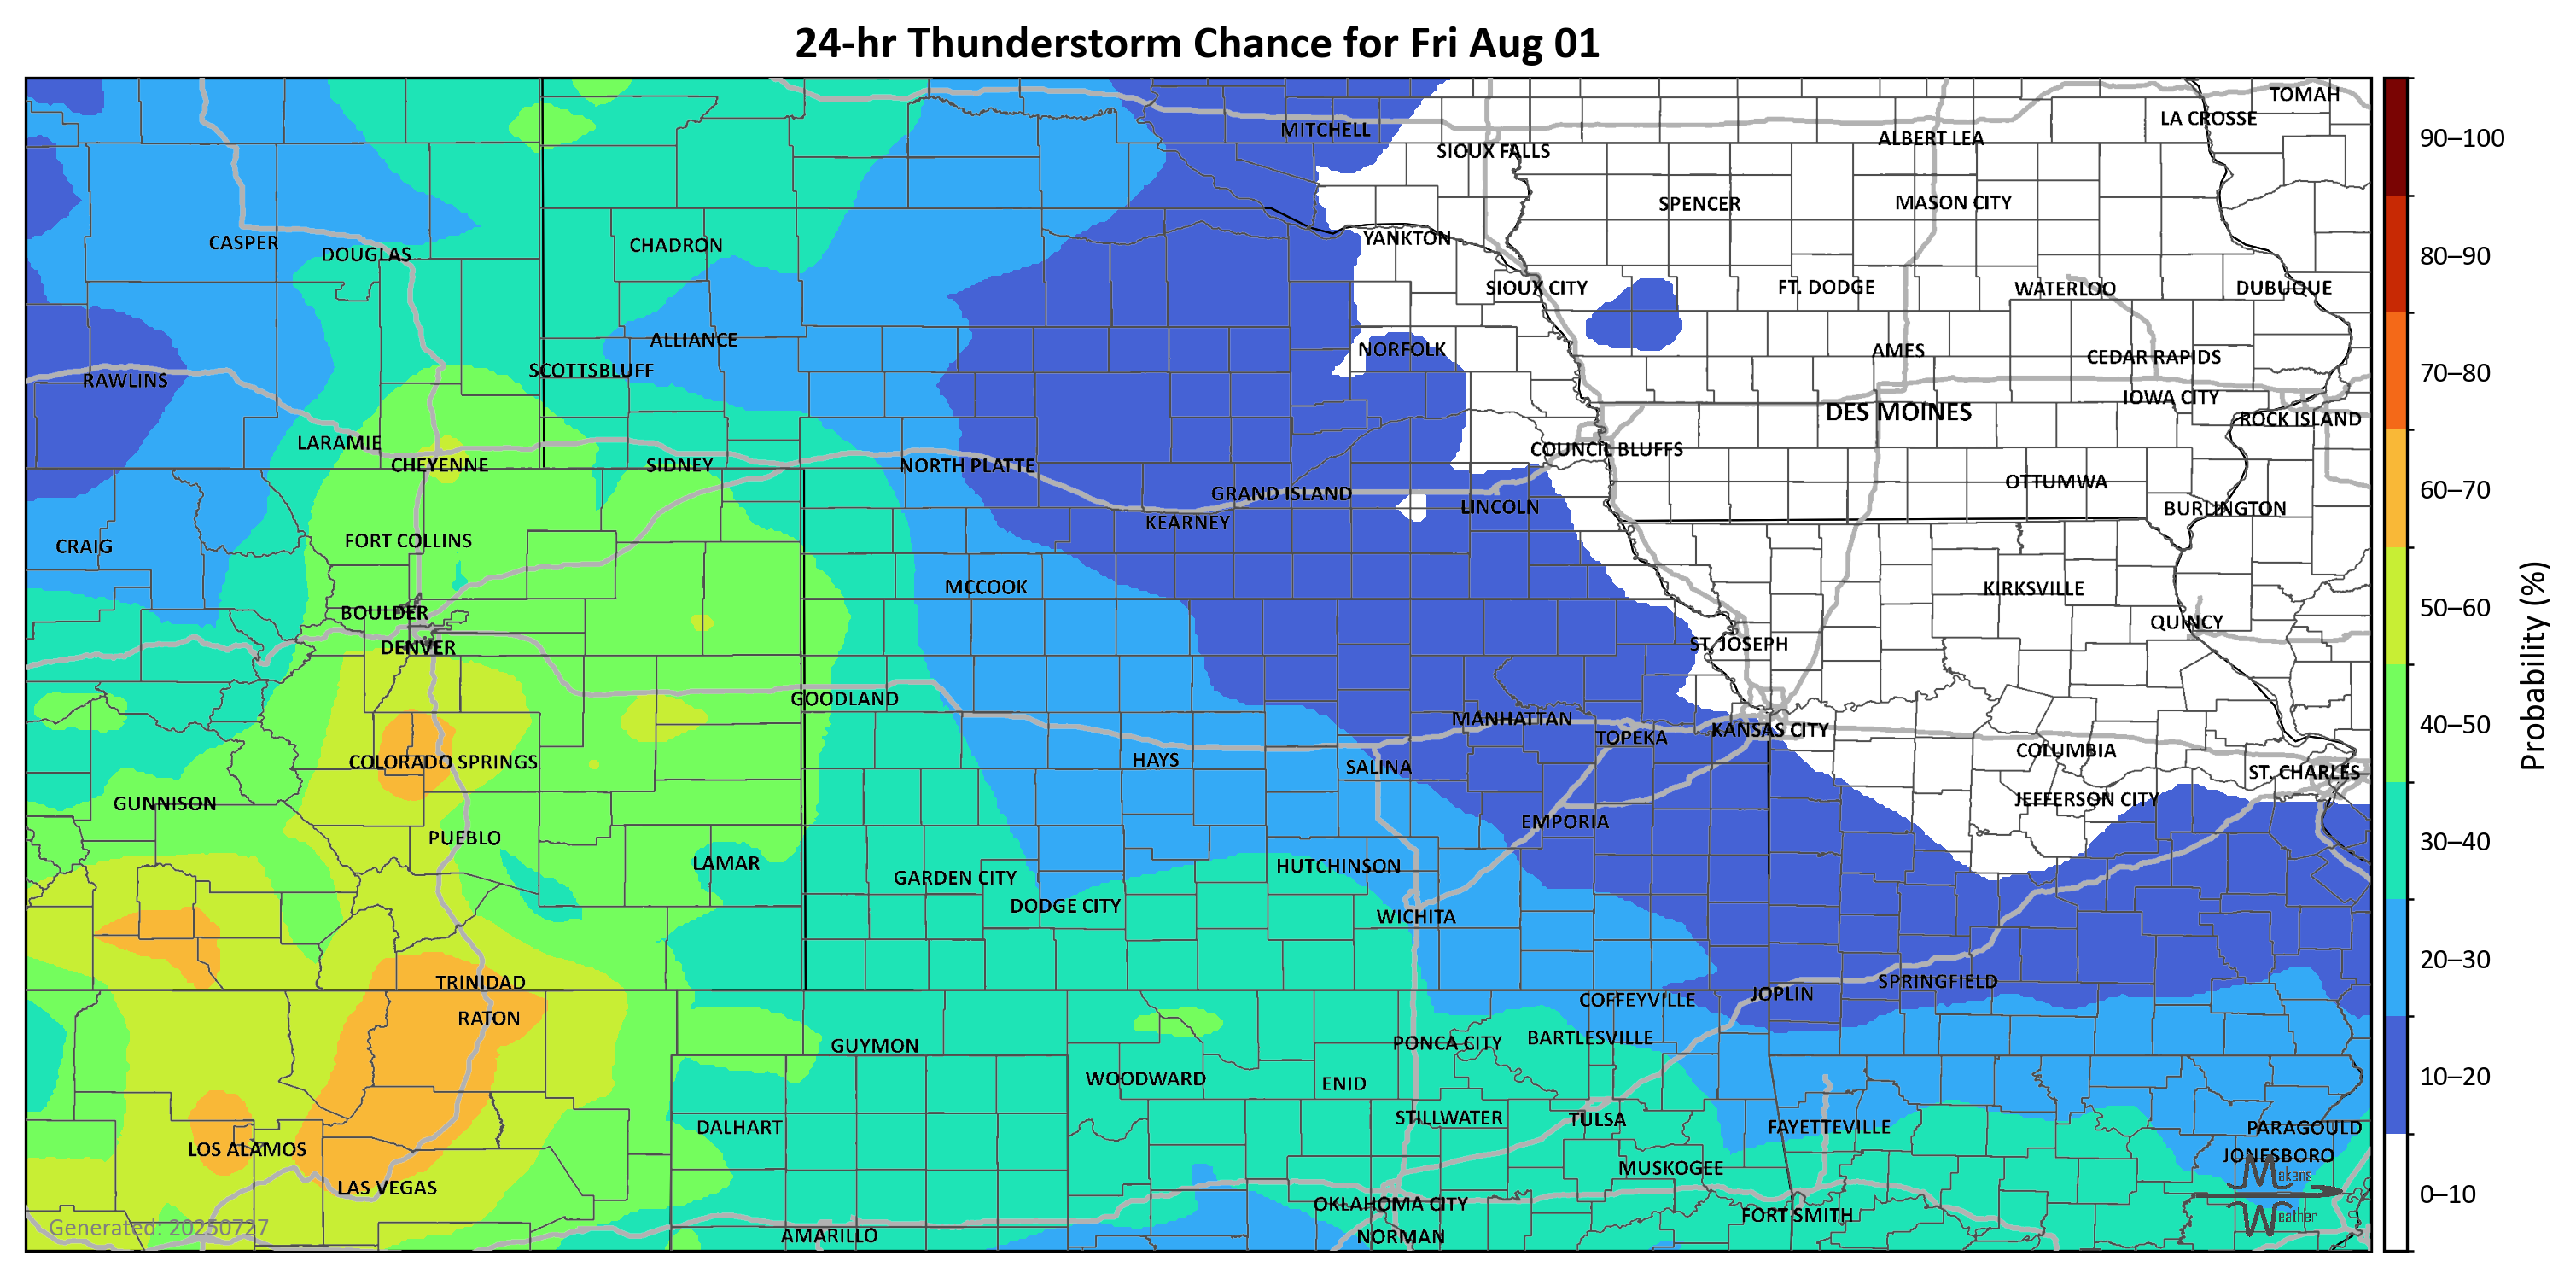 24-hr Thunderstorm Chance for Fri Aug 01
TOMAH
LA CROSSE
MITCHELL
ALBERT LEA
SIOUX FALLS
90–100
SPENCER
MASON CITY
CASPER
DOUGLAS
CHADRON
YANKTON
80–90
SIOUX CITY
FT. DODGE
WATERLOO
DUBUQUE
ALLIANCE
NORFOLK
AMES
CEDAR RAPIDS
RAWLINS
SCOTTSBLUFF
70–80
IOWA CITY
DES MOINES
ROCK ISLAND
LARAMIE
COUNCIL BLUFFS
CHEYENNE
SIDNEY
NORTH PLATTE
OTTUMWA
60–70
GRAND ISLAND
LINCOLN
BURLINGTON
KEARNEY
CRAIG
FORT COLLINS
MCCOOK
KIRKSVILLE
50–60
BOULDER
QUINCY
DENVER
ST. JOSEPH
Probability (%)
GOODLAND
MANHATTAN
40–50
TOPEKA
KANSAS CITY
COLUMBIA
COLORADO SPRINGS
HAYS
SALINA
ST. CHARLES
GUNNISON
JEFFERSON CITY
EMPORIA
PUEBLO
30–40
LAMAR
HUTCHINSON
GARDEN CITY
DODGE CITY
WICHITA
20–30
TRINIDAD
SPRINGFIELD
JOPLIN
COFFEYVILLE
RATON
BARTLESVILLE
PONCA CITY
GUYMON
WOODWARD
ENID
10–20
STILLWATER
TULSA
DALHART
FAYETTEVILLE
PARAGOULD
LOS ALAMOS
JONESBORO
MUSKOGEE
Makens
LAS VEGAS
0–10
OKLAHOMA CITY
FORT SMITH
Weather
Generated: 20250727
AMARILLO
NORMAN